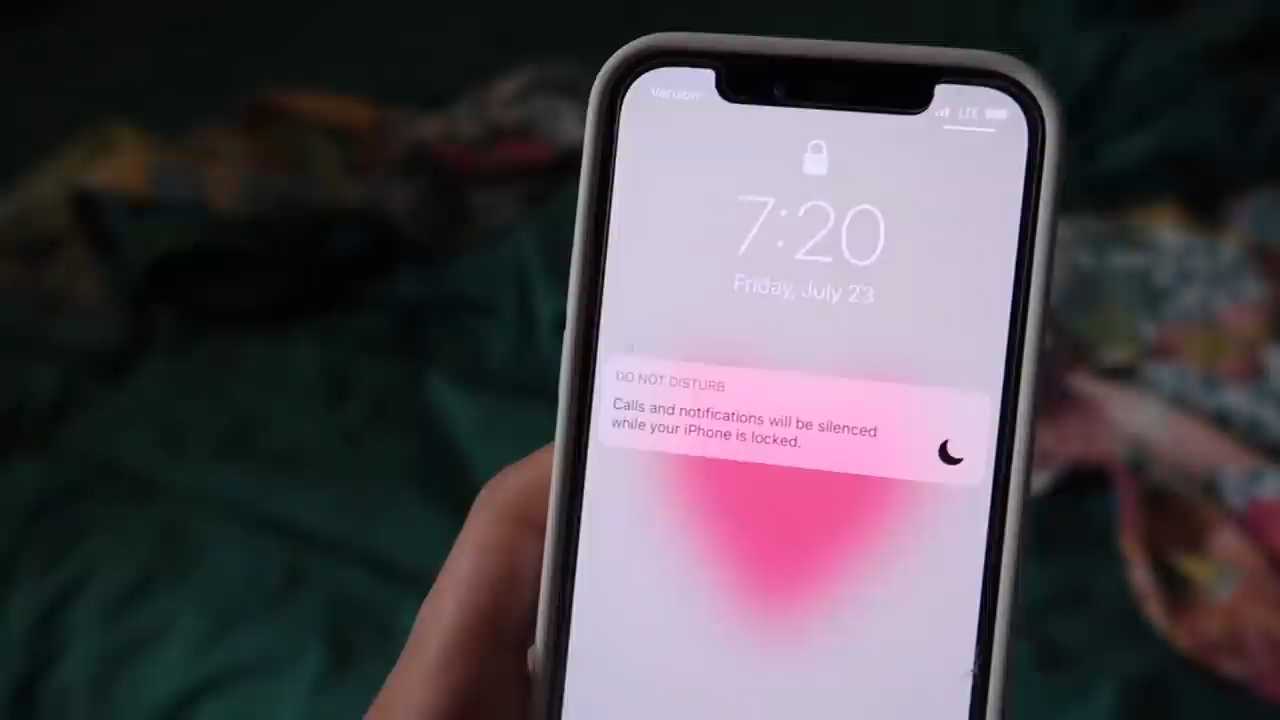 Verizon
LTE
7:20
Friday, July 23
DO NOT DISTURB
Calls and notifications will be silenced
while your iPhone is locked.